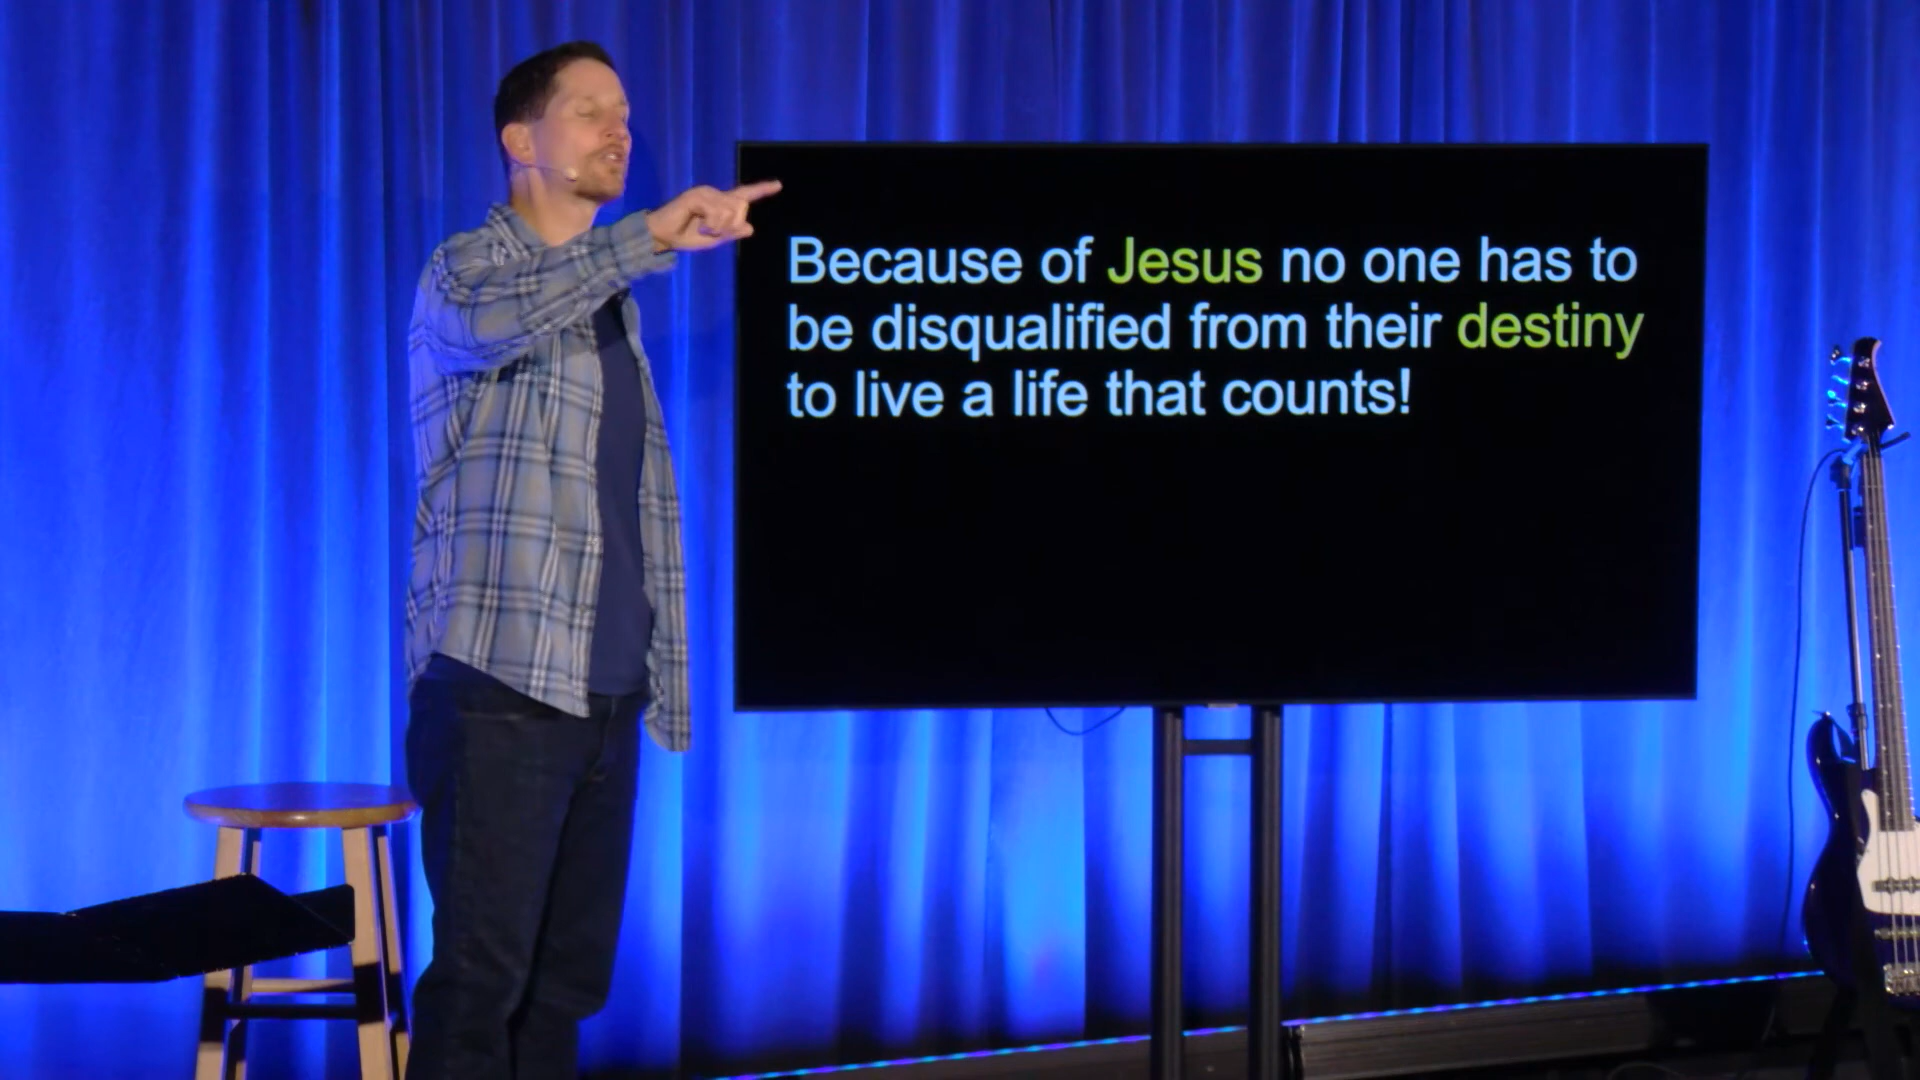 Because of Jesus no one has to
be disqualified from their destiny
to live a life that counts!